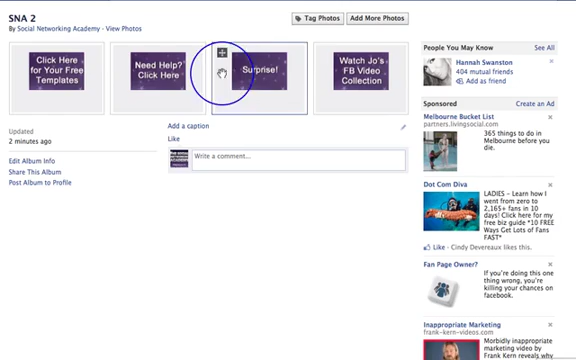 SNA 2
By Social Networking Academy · View Photos
Tag Photos
Add More Photos
Click Here
for Your Free
Templates
Need Help?
Click Here
Surprise!
Watch Jo's
FB Video
Collection
Updated
2 minutes ago
Edit Album Info
Share This Album
Post Album to Profile
Add a caption
Like
Write a comment...
People You May Know
See All
Hannah Swanston
404 mutual friends
Add as friend
Sponsored
Create an Ad
Melbourne Bucket List
partners.livingsocial.com
365 things to do in
Melbourne before you
die.
Dot Com Diva
LADIES - Learn how I
went from zero to
2,165+ fans in 10
days! Click here for my
free biz guide *10 FREE
Ways Get Lots of Fans
FAST*
Like · Cindy Devereux likes this.
Fan Page Owner?
If you're doing this one
thing wrong, you're
killing your chances on
facebook.
Inappropriate Marketing
frank-kern-videos.com
Morbidly inappropriate
marketing video by
Frank Kern reveals why